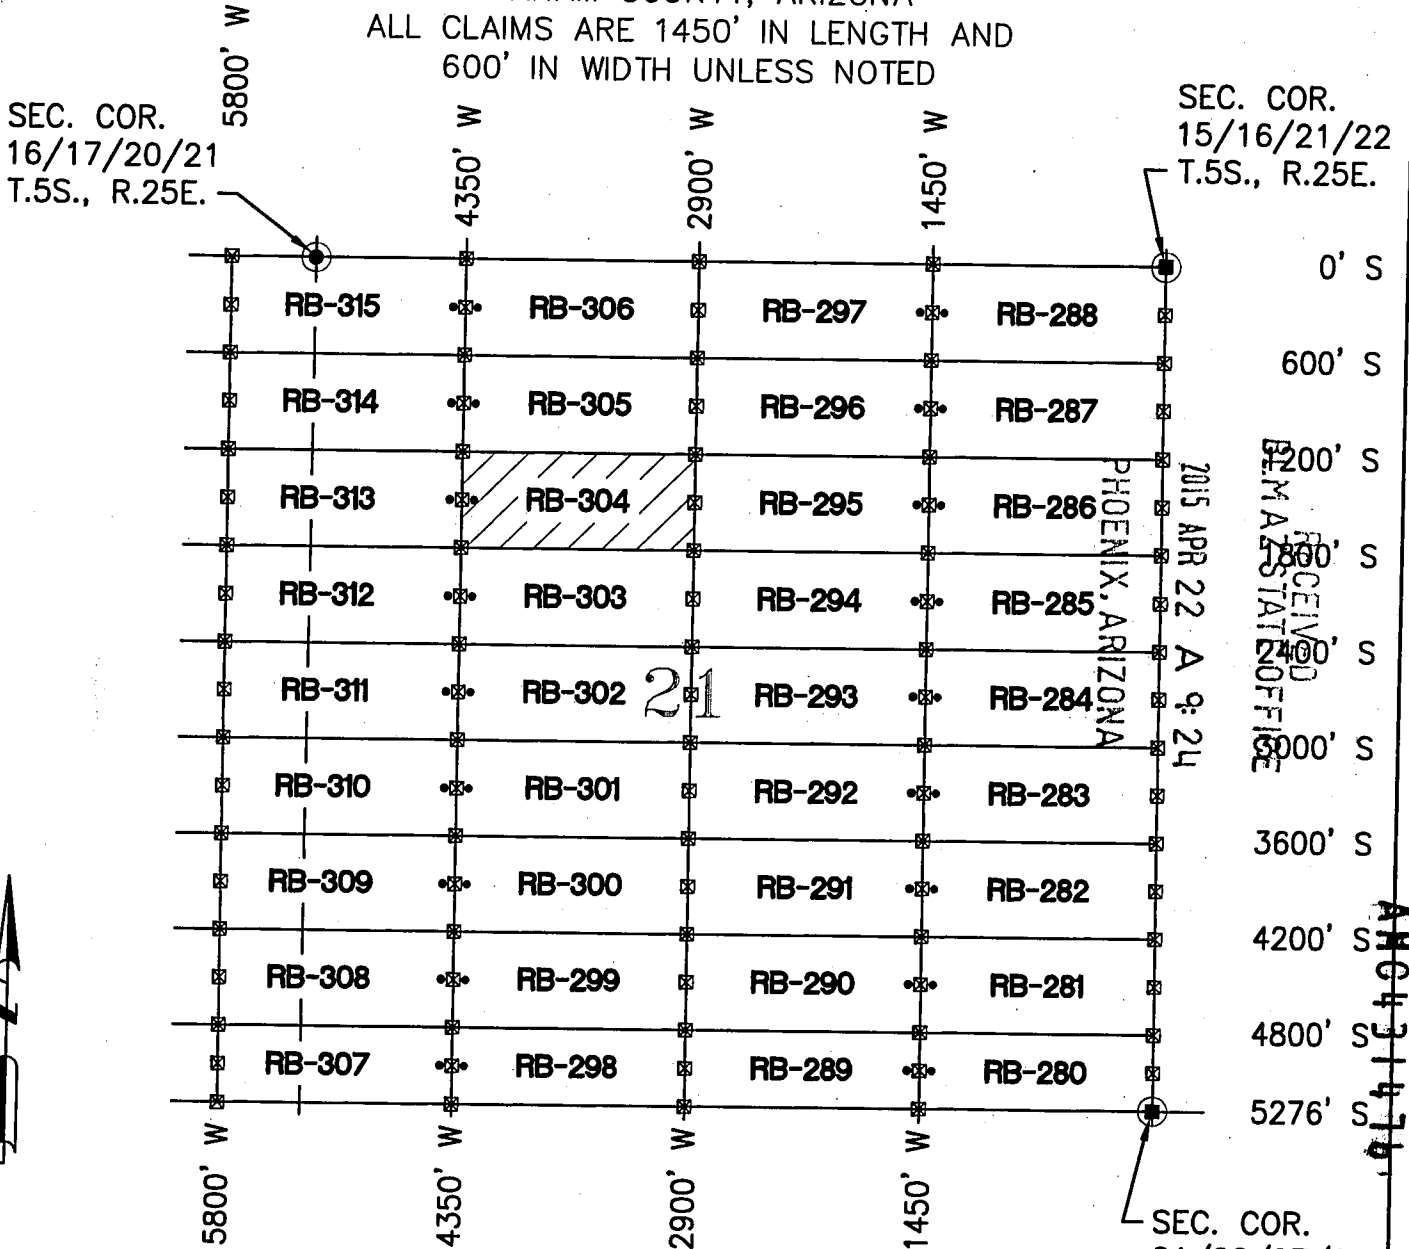 ALL CLAIMS ARE 1450' IN LENGTH AND
600' IN WIDTH UNLESS NOTED
5800' W
4350' W
2900' W
1450' W
SEC. COR.
16/17/20/21
T.5S., R.25E.
SEC. COR.
15/16/21/22
T.5S., R.25E.
0' S
RB-315 RB-306 RB-297 RB-288
600' S
RB-314 RB-305 RB-296 RB-287
1200' S
RB-313 RB-304 RB-295 RB-286
1800' S
RB-312 RB-303 RB-294 RB-285
2400' S
RB-311 RB-302 RB-293 RB-284
21
3000' S
RB-310 RB-301 RB-292 RB-283
3600' S
RB-309 RB-300 RB-291 RB-282
4200' S
RB-308 RB-299 RB-290 RB-281
4800' S
RB-307 RB-298 RB-289 RB-280
5276' S
RECEIVED
BLM AZ STATE OFFICE
2015 APR 22 A 9:24
PHOENIX, ARIZONA
5800' W
4350' W
2900' W
1450' W
SEC. COR.